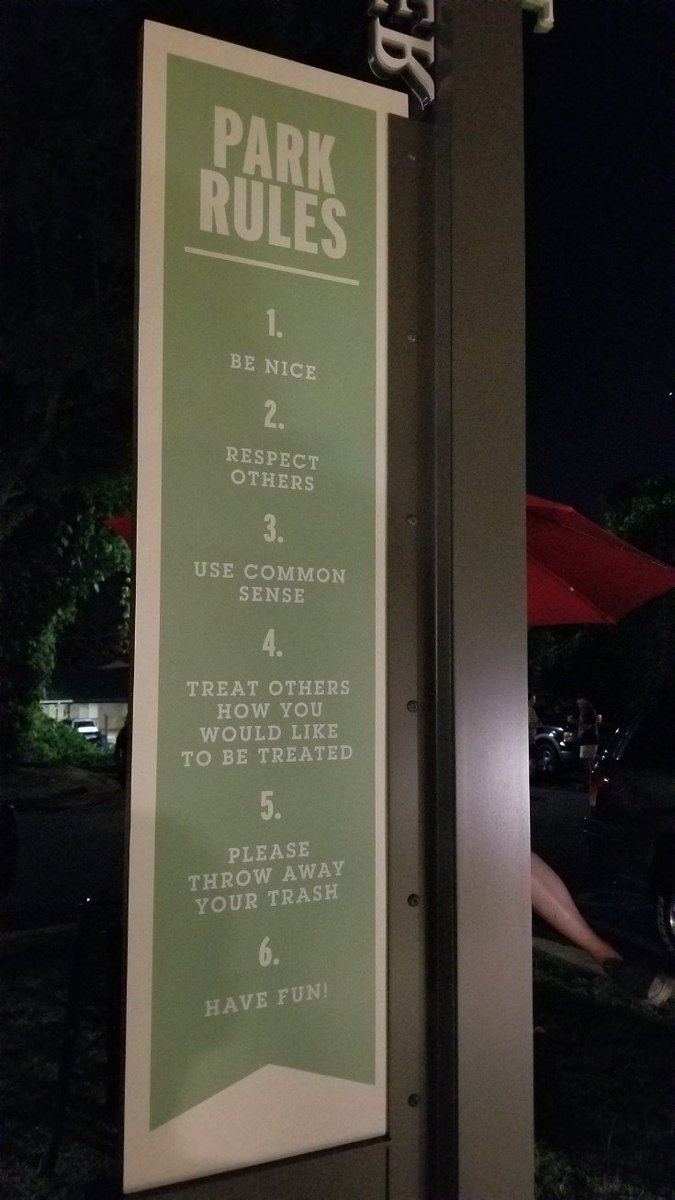 PARK
RULES
1.
BE NICE
2.
RESPECT
OTHERS
3.
USE COMMON
SENSE
4.
TREAT OTHERS
HOW YOU
WOULD LIKE
TO BE TREATED
5.
PLEASE
THROW AWAY
YOUR TRASH
6.
HAVE FUN!